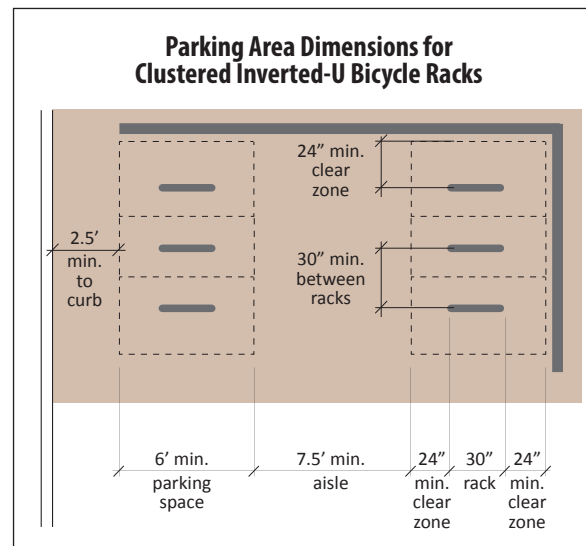 Parking Area Dimensions for
Clustered Inverted-U Bicycle Racks
24” min.
clear
zone
2.5’
min.
to
curb
30” min.
between
racks
6’ min.
parking
space
7.5’ min.
aisle
24”
min.
clear
zone
30”
rack
24”
min.
clear
zone